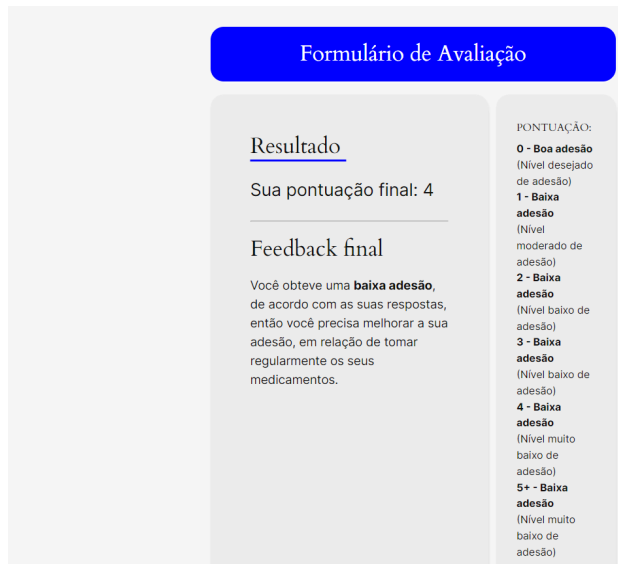 Formulário de Avaliação
Resultado
Sua pontuação final: 4
Feedback final
Você obteve uma baixa adesão,
de acordo com as suas respostas,
então você precisa melhorar a sua
adesão, em relação de tomar
regularmente os seus
medicamentos.
PONTUAÇÃO:
0 - Boa adesão
(Nível desejado
de adesão)
1 - Baixa
adesão
(Nível
moderado de
adesão)
2 - Baixa
adesão
(Nível baixo de
adesão)
3 - Baixa
adesão
(Nível baixo de
adesão)
4 - Baixa
adesão
(Nível muito
baixo de
adesão)
5+ - Baixa
adesão
(Nível muito
baixo de
adesão)